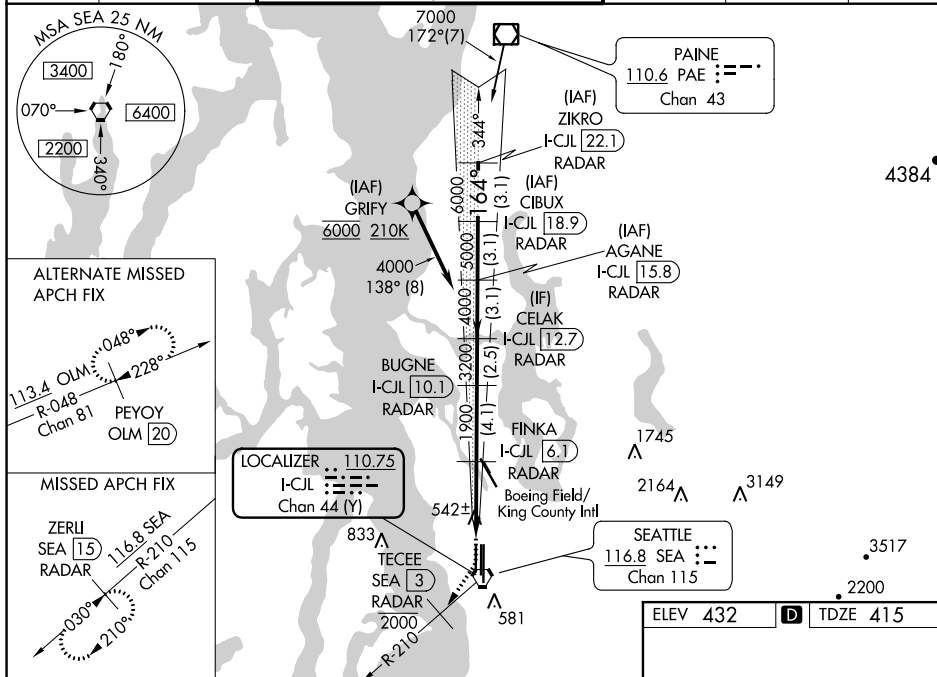 MSA SEA 25 NM
180°
3400
070°
6400
2200
340°
7000
172°(7)
PAINE
110.6 PAE
Chan 43
344°
(IAF)
ZIKRO
I-CJL 22.1
RADAR
4384
164°
6000
(3.1)
(IAF)
GRIFY
6000 210K
(IAF)
CIBUX
I-CJL 18.9
RADAR
4000
138° (8)
5000
(3.1)
(IAF)
AGANE
I-CJL 15.8
RADAR
4000
(3.1)
(IF)
CELAK
I-CJL 12.7
RADAR
ALTERNATE MISSED
APCH FIX
048°
228°
113.4 OLM
R-048
Chan 81
PEYOY
OLM 20
3200
(2.5)
BUGNE
I-CJL 10.1
RADAR
1900
(4.1)
FINKA
I-CJL 6.1
RADAR
Boeing Field/
King County Intl
1745
2164
3149
LOCALIZER 110.75
I-CJL
Chan 44 (Y)
542±
833
MISSED APCH FIX
ZERLI
SEA 15
RADAR
116.8 SEA
R-210
Chan 115
030°
210°
TECEE
SEA 3
RADAR
2000
R-210
581
SEATTLE
116.8 SEA
Chan 115
3517
2200
ELEV 432 D TDZE 415